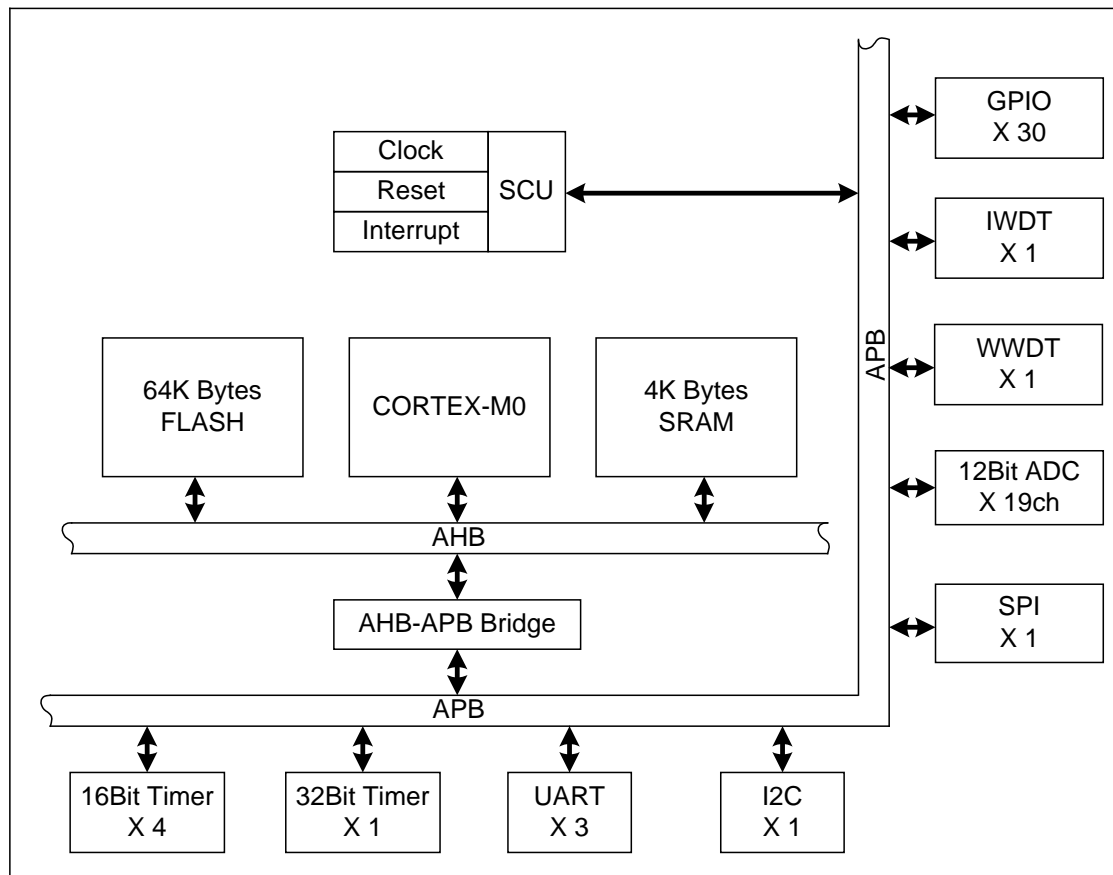 GPIO
X 30
Clock
Reset
Interrupt
SCU
IWDT
X 1
APB
WWDT
X 1
64K Bytes
FLASH
CORTEX-M0
4K Bytes
SRAM
12Bit ADC
X 19ch
AHB
AHB-APB Bridge
SPI
X 1
APB
16Bit Timer
X 4
32Bit Timer
X 1
UART
X 3
I2C
X 1